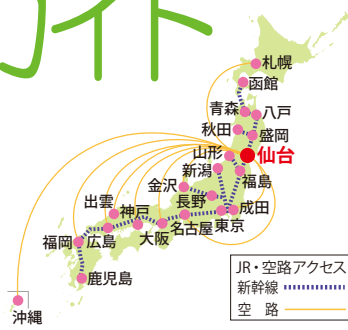 ガイド
札幌
函館
青森
八戸
秋田
盛岡
山形
仙台
新潟
福島
金沢
長野
成田
出雲
神戸
東京
名古屋
大阪
福岡
広島
鹿児島
沖縄
JR・空路アクセス
新幹線
空 路